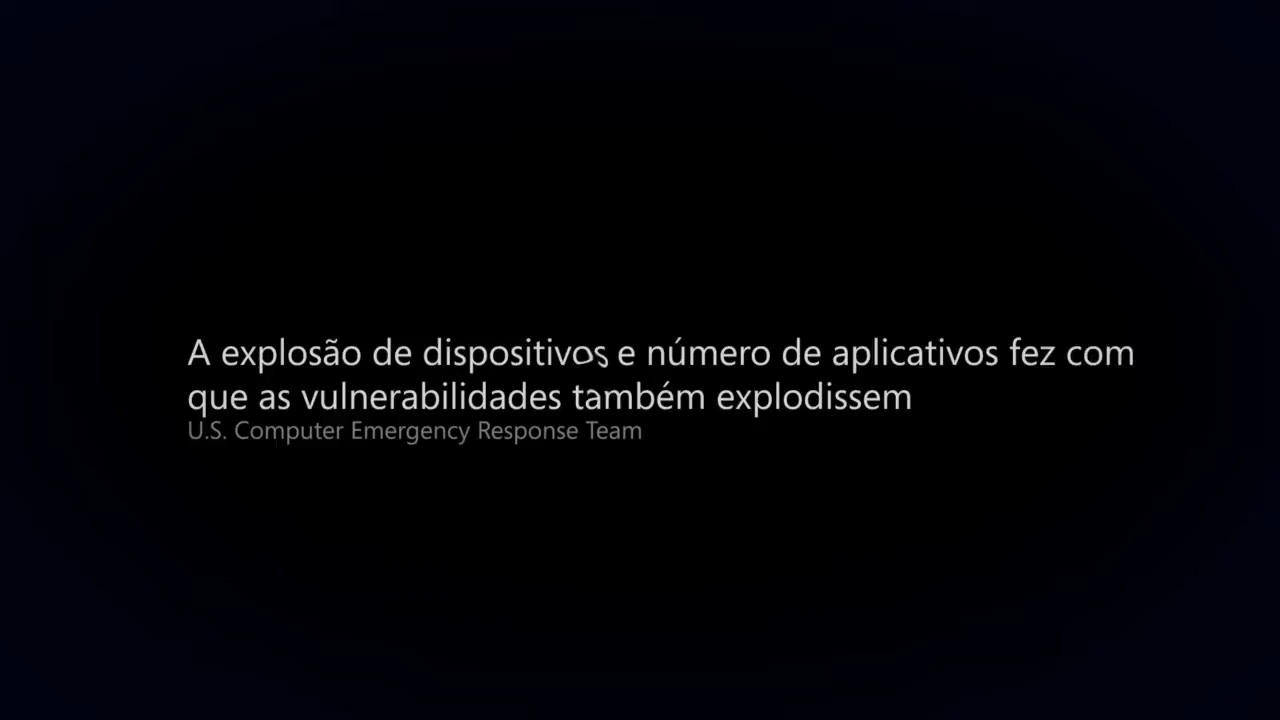 A explosão de dispositivos e número de aplicativos fez com
que as vulnerabilidades também explodissem
U.S. Computer Emergency Response Team